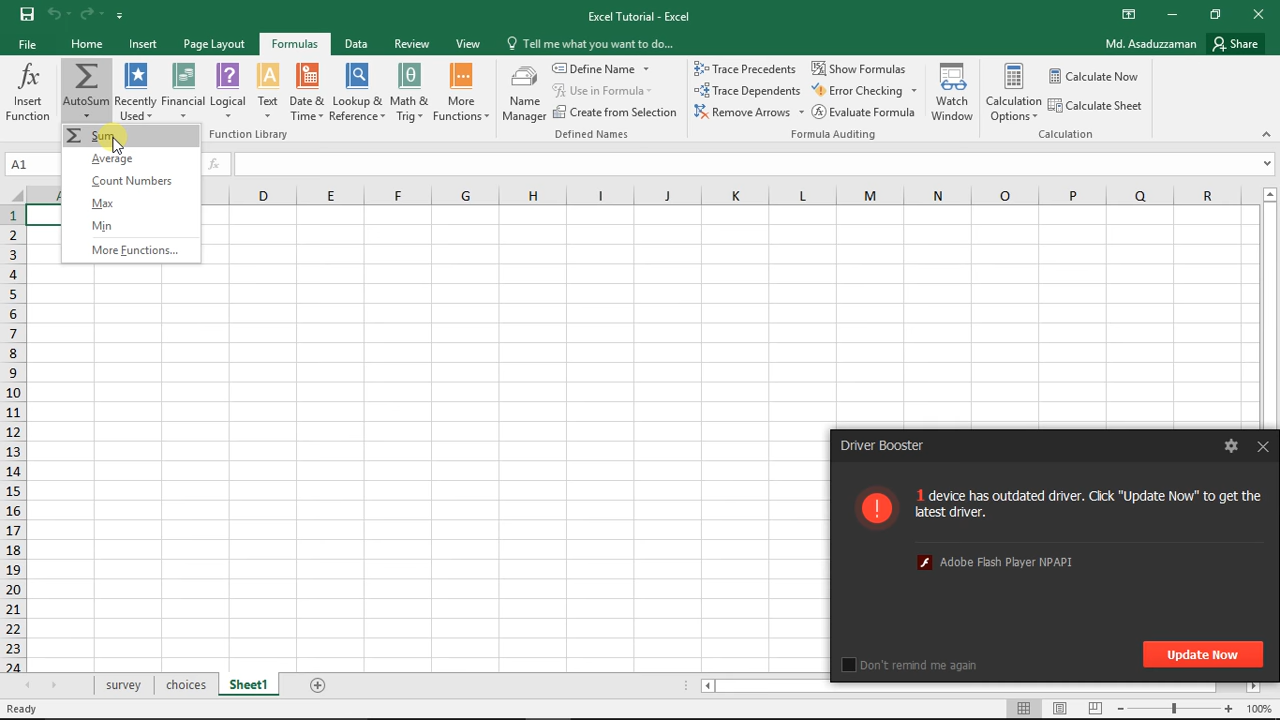 Excel Tutorial - Excel
File Home Insert Page Layout Formulas Data Review View Tell me what you want to do... Md. Asaduzzaman Share
Insert Function
AutoSum
Recently Used
Financial
Logical
Text
Date & Time
Lookup & Reference
Math & Trig
More Functions
Function Library
Name Manager
Define Name
Use in Formula
Create from Selection
Defined Names
Trace Precedents
Trace Dependents
Remove Arrows
Show Formulas
Error Checking
Evaluate Formula
Formula Auditing
Watch Window
Calculation Options
Calculate Now
Calculate Sheet
Calculation
Sum
Average
Count Numbers
Max
Min
More Functions...
A1
fx
A D E F G H I J K L M N O P Q R
1
2
3
4
5
6
7
8
9
10
11
12
13
14
15
16
17
18
19
20
21
22
23
24
Driver Booster
1 device has outdated driver. Click "Update Now" to get the
latest driver.
Adobe Flash Player NPAPI
Don't remind me again
Update Now
survey choices Sheet1
Ready
100%